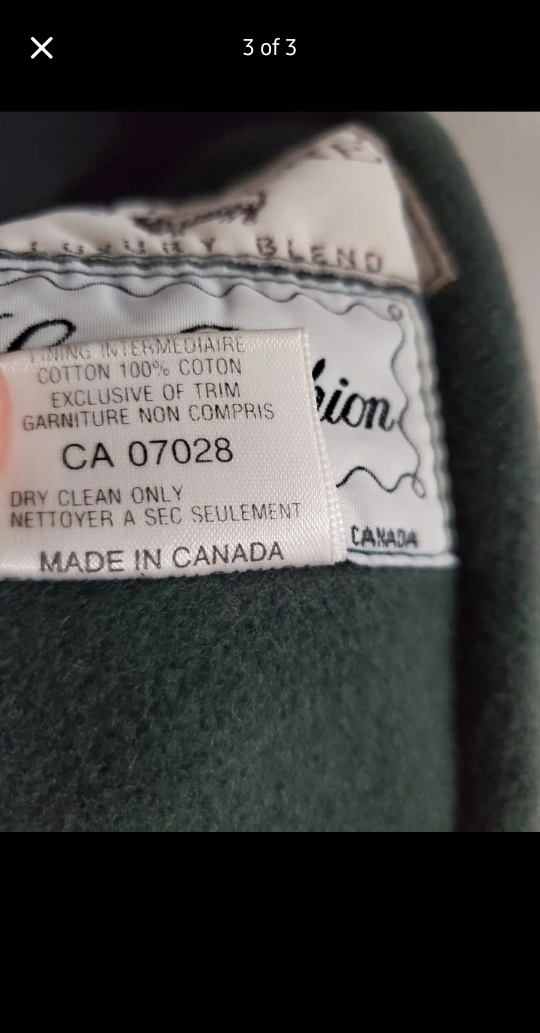 3 of 3
LUXURY BLEND
LINING INTERMEDIAIRE
COTTON 100% COTON
EXCLUSIVE OF TRIM
GARNITURE NON COMPRIS
CA 07028
DRY CLEAN ONLY
NETTOYER A SEC SEULEMENT
MADE IN CANADA
CANADA